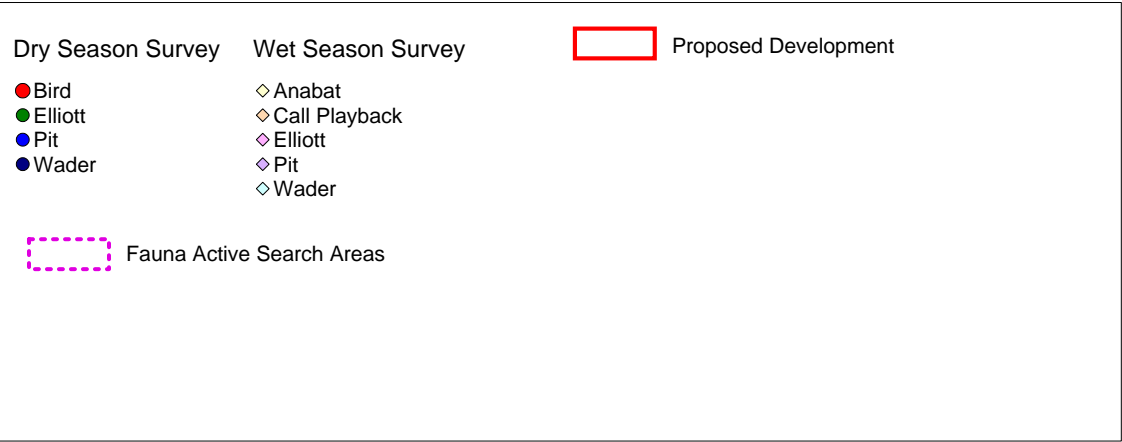 Dry Season Survey
Bird
Elliott
Pit
Wader
Wet Season Survey
Anabat
Call Playback
Elliott
Pit
Wader
Proposed Development
Fauna Active Search Areas